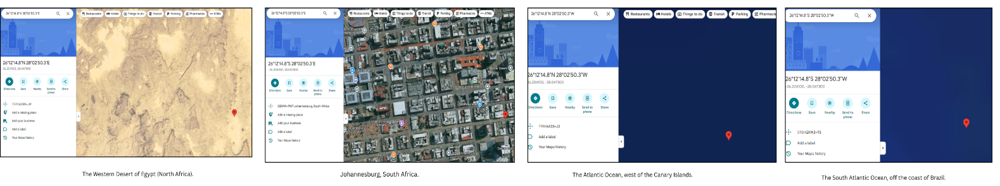 26°12'14.8"N 28°02'50.3"E
Restaurants
Hotels
Things to do
Transit
Parking
Pharmacies
ATMs
26°12'14.8"N 28°02'50.3"E
26.204100, 28.047300
Directions
Save
Nearby
Send to
phone
Share
Add a missing place
Add your business
Add a label
Your Maps history
The Western Desert of Egypt (North Africa).
26°12'14.8"S 28°02'50.3"E
Restaurants
Hotels
Things to do
Transit
Parking
Pharmacies
ATMs
26°12'14.8"S 28°02'50.3"E
-26.204100, 28.047300
Directions
Save
Nearby
Send to
phone
Share
Johannesburg, South Africa
Add a missing place
Add your business
Add a label
Your Maps history
Johannesburg, South Africa.
26°12'14.8"N 28°02'50.3"W
Restaurants
Hotels
Things to do
Transit
Parking
Pharmacie
26°12'14.8"N 28°02'50.3"W
26.204100, -28.047300
Directions
Save
Nearby
Send to
phone
Share
799H6X33+J3
Add a label
Your Maps history
The Atlantic Ocean, west of the Canary Islands.
26°12'14.8"S 28°02'50.3"W
26°12'14.8"S 28°02'50.3"W
-26.204100, -28.047300
Directions
Save
Nearby
Send to
phone
Share
595HQXW3+93
Add a label
Your Maps history
The South Atlantic Ocean, off the coast of Brazil.